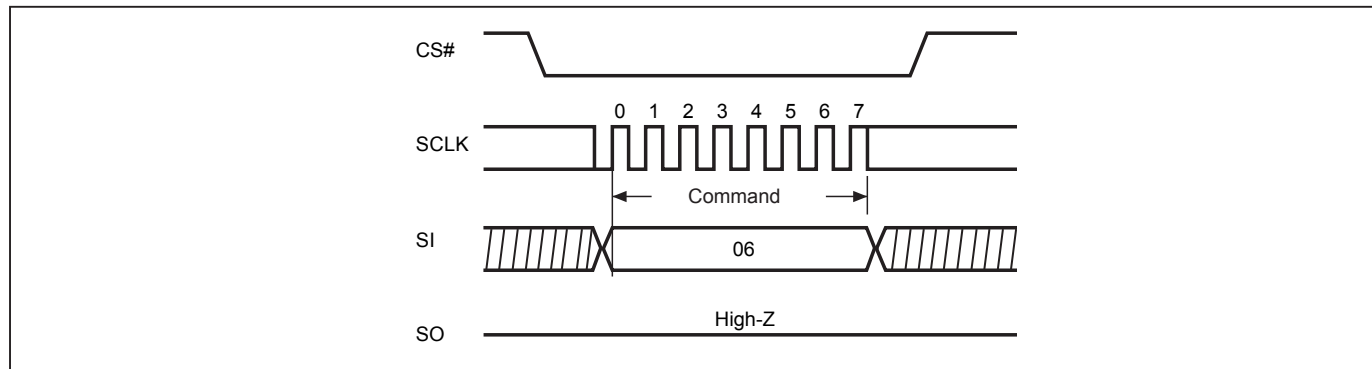 CS#
0 1 2 3 4 5 6 7
SCLK
Command
SI
06
High-Z
SO